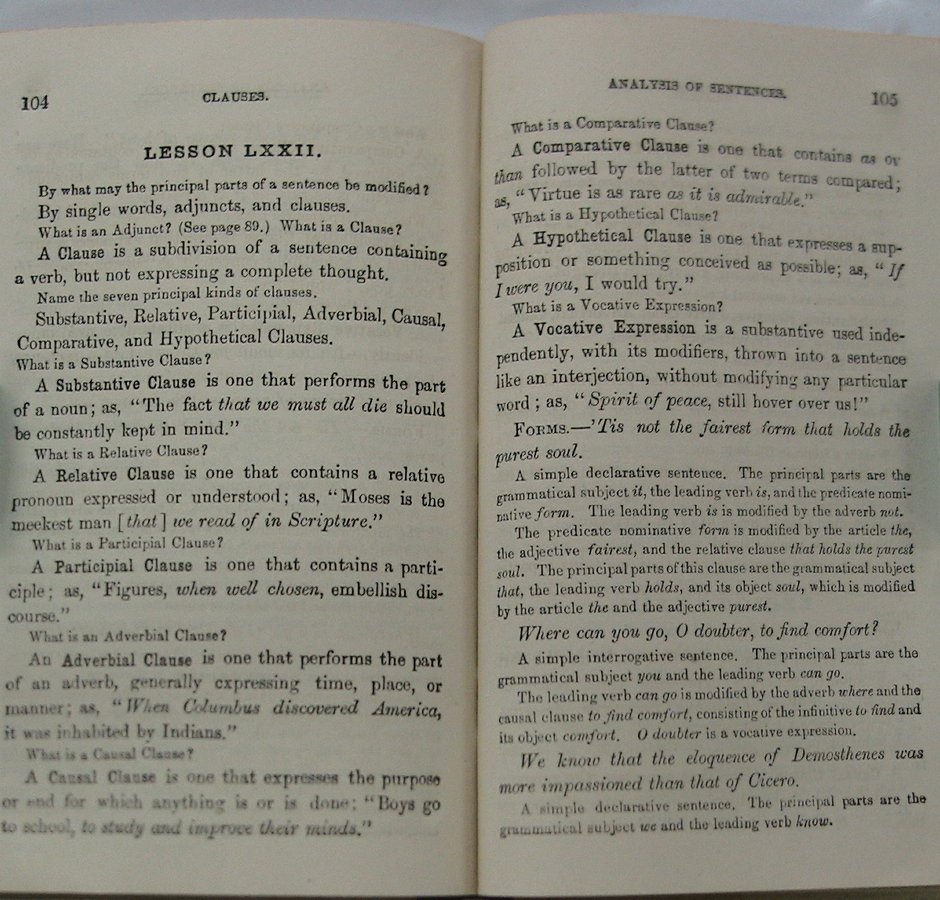 104
CLAUSES.
LESSON LXXII.
By what may the principal parts of a sentence be modified?
By single words, adjuncts, and clauses.
What is an Adjunct? (See page 89.) What is a Clause?
A Clause is a subdivision of a sentence containing
a verb, but not expressing a complete thought.
Name the seven principal kinds of clauses.
Substantive, Relative, Participial, Adverbial, Causal,
Comparative, and Hypothetical Clauses.
What is a Substantive Clause?
A Substantive Clause is one that performs the part
of a noun; as, "The fact that we must all die should
be constantly kept in mind."
What is a Relative Clause?
A Relative Clause is one that contains a relative
pronoun expressed or understood; as, "Moses is the
meekest man [that] we read of in Scripture."
What is a Participial Clause?
A Participial Clause is one that contains a parti-
ciple; as, "Figures, when well chosen, embellish dis-
course."
What is an Adverbial Clause?
An Adverbial Clause is one that performs the part
of an adverb, generally expressing time, place, or
manner; as, "When Columbus discovered America,
it was inhabited by Indians."
What is a Causal Clause?
A Causal Clause is one that expresses the purpose
or end for which anything is or is done: "Boys go
to school, to study and improve their minds."
ANALYSIS OF SENTENCES.
105
What is a Comparative Clause?
A Comparative Clause is one that contains as or
than followed by the latter of two terms compared;
as, "Virtue is as rare as it is admirable."
What is a Hypothetical Clause?
A Hypothetical Clause is one that expresses a sup-
position or something conceived as possible; as, "If
I were you, I would try."
What is a Vocative Expression?
A Vocative Expression is a substantive used inde-
pendently, with its modifiers, thrown into a sentence
like an interjection, without modifying any particular
word; as, "Spirit of peace, still hover over us!"
FORMS.—'Tis not the fairest form that holds the
purest soul.
A simple declarative sentence. The principal parts are the
grammatical subject it, the leading verb is, and the predicate nomi-
native form. The leading verb is is modified by the adverb not.
The predicate nominative form is modified by the article the,
the adjective fairest, and the relative clause that holds the purest
soul. The principal parts of this clause are the grammatical subject
that, the leading verb holds, and its object soul, which is modified
by the article the and the adjective purest.
Where can you go, O doubter, to find comfort?
A simple interrogative sentence. The principal parts are the
grammatical subject you and the leading verb can go.
The leading verb can go is modified by the adverb where and the
causal clause to find comfort, consisting of the infinitive to find and
its object comfort. O doubter is a vocative expression.
We know that the eloquence of Demosthenes was
more impassioned than that of Cicero.
A simple declarative sentence. The principal parts are the
grammatical subject we and the leading verb know.